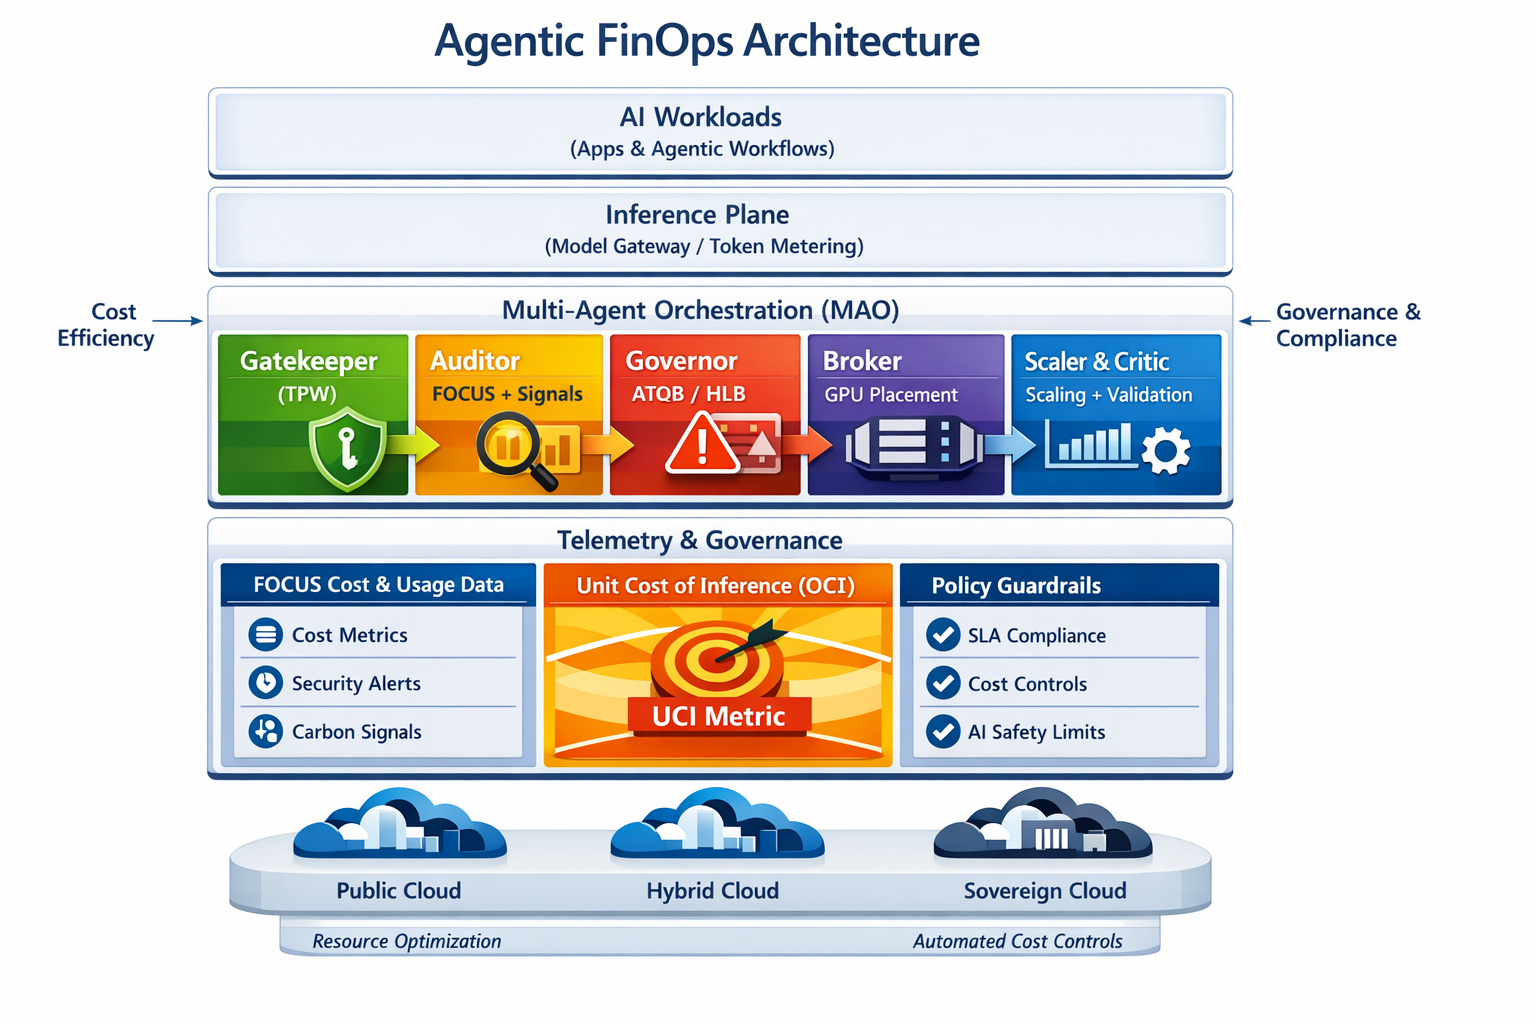 Agentic FinOps Architecture
AI Workloads
(Apps & Agentic Workflows)
Inference Plane
(Model Gateway / Token Metering)
Cost
Efficiency
Multi-Agent Orchestration (MAO)
Governance &
Compliance
Gatekeeper
(TPW)
Auditor
FOCUS + Signals
Governor
ATQB / HLB
Broker
GPU Placement
Scaler & Critic
Scaling + Validation
Telemetry & Governance
FOCUS Cost & Usage Data
Cost Metrics
Security Alerts
Carbon Signals
Unit Cost of Inference (OCI)
UCI Metric
Policy Guardrails
SLA Compliance
Cost Controls
AI Safety Limits
Public Cloud
Hybrid Cloud
Sovereign Cloud
Resource Optimization
Automated Cost Controls